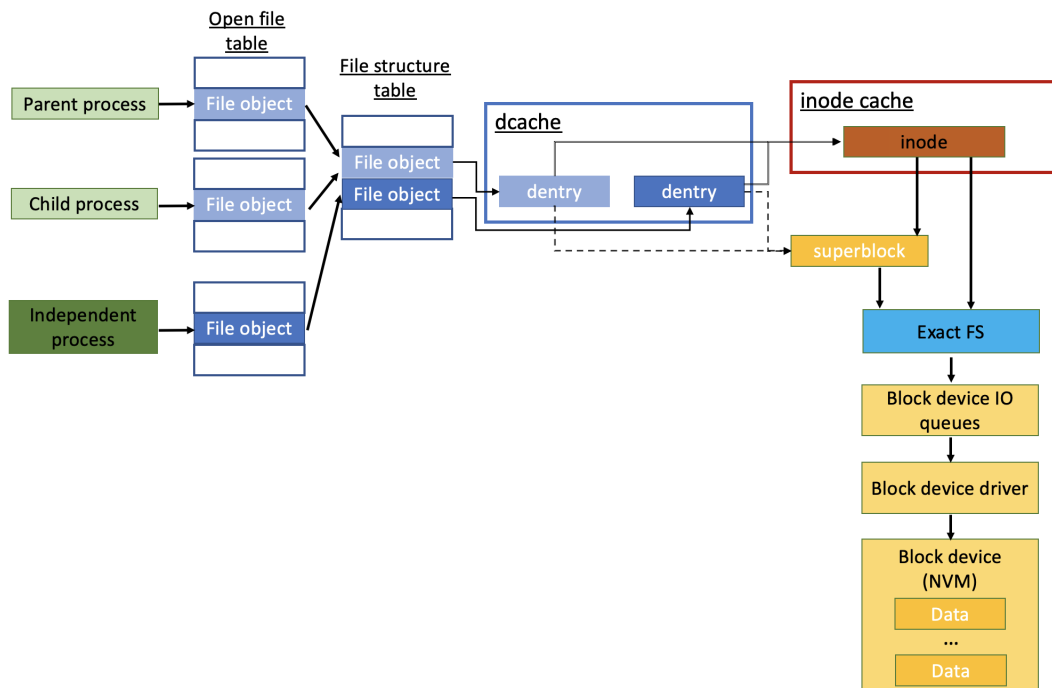 Open file
table
File structure
table
Parent process
File object
Child process
File object
Independent
process
File object
File object
File object
dcache
dentry
dentry
inode cache
inode
superblock
Exact FS
Block device IO
queues
Block device driver
Block device
(NVM)
Data
...
Data